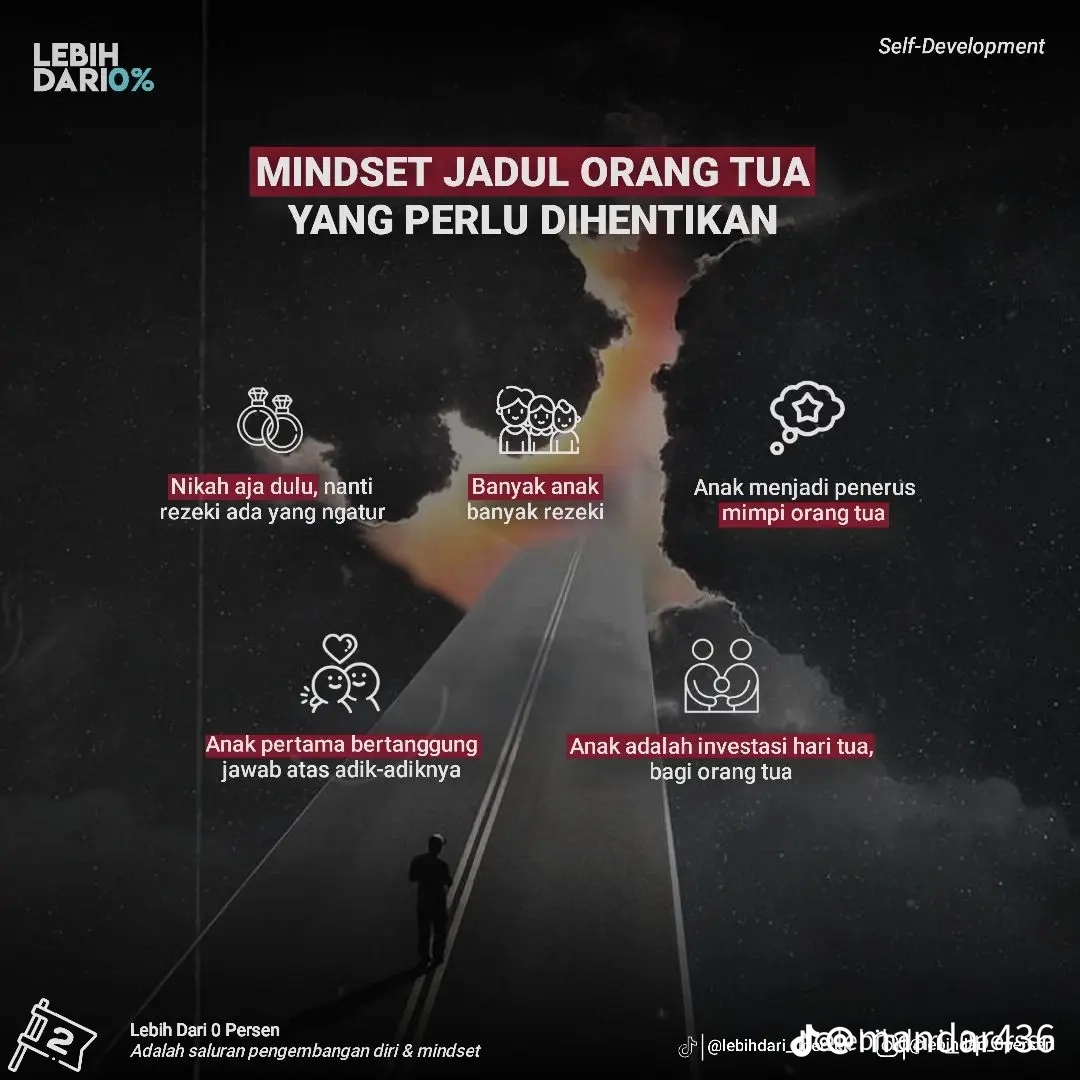 LEBIH
DARI0%
Self-Development
MINDSET JADUL ORANG TUA
YANG PERLU DIHENTIKAN
Nikah aja dulu, nanti
rezeki ada yang ngatur
Banyak anak
banyak rezeki
Anak menjadi penerus
mimpi orang tua
Anak pertama bertanggung
jawab atas adik-adiknya
Anak adalah investasi hari tua,
bagi orang tua
2
Lebih Dari 0 Persen
Adalah saluran pengembangan diri & mindset